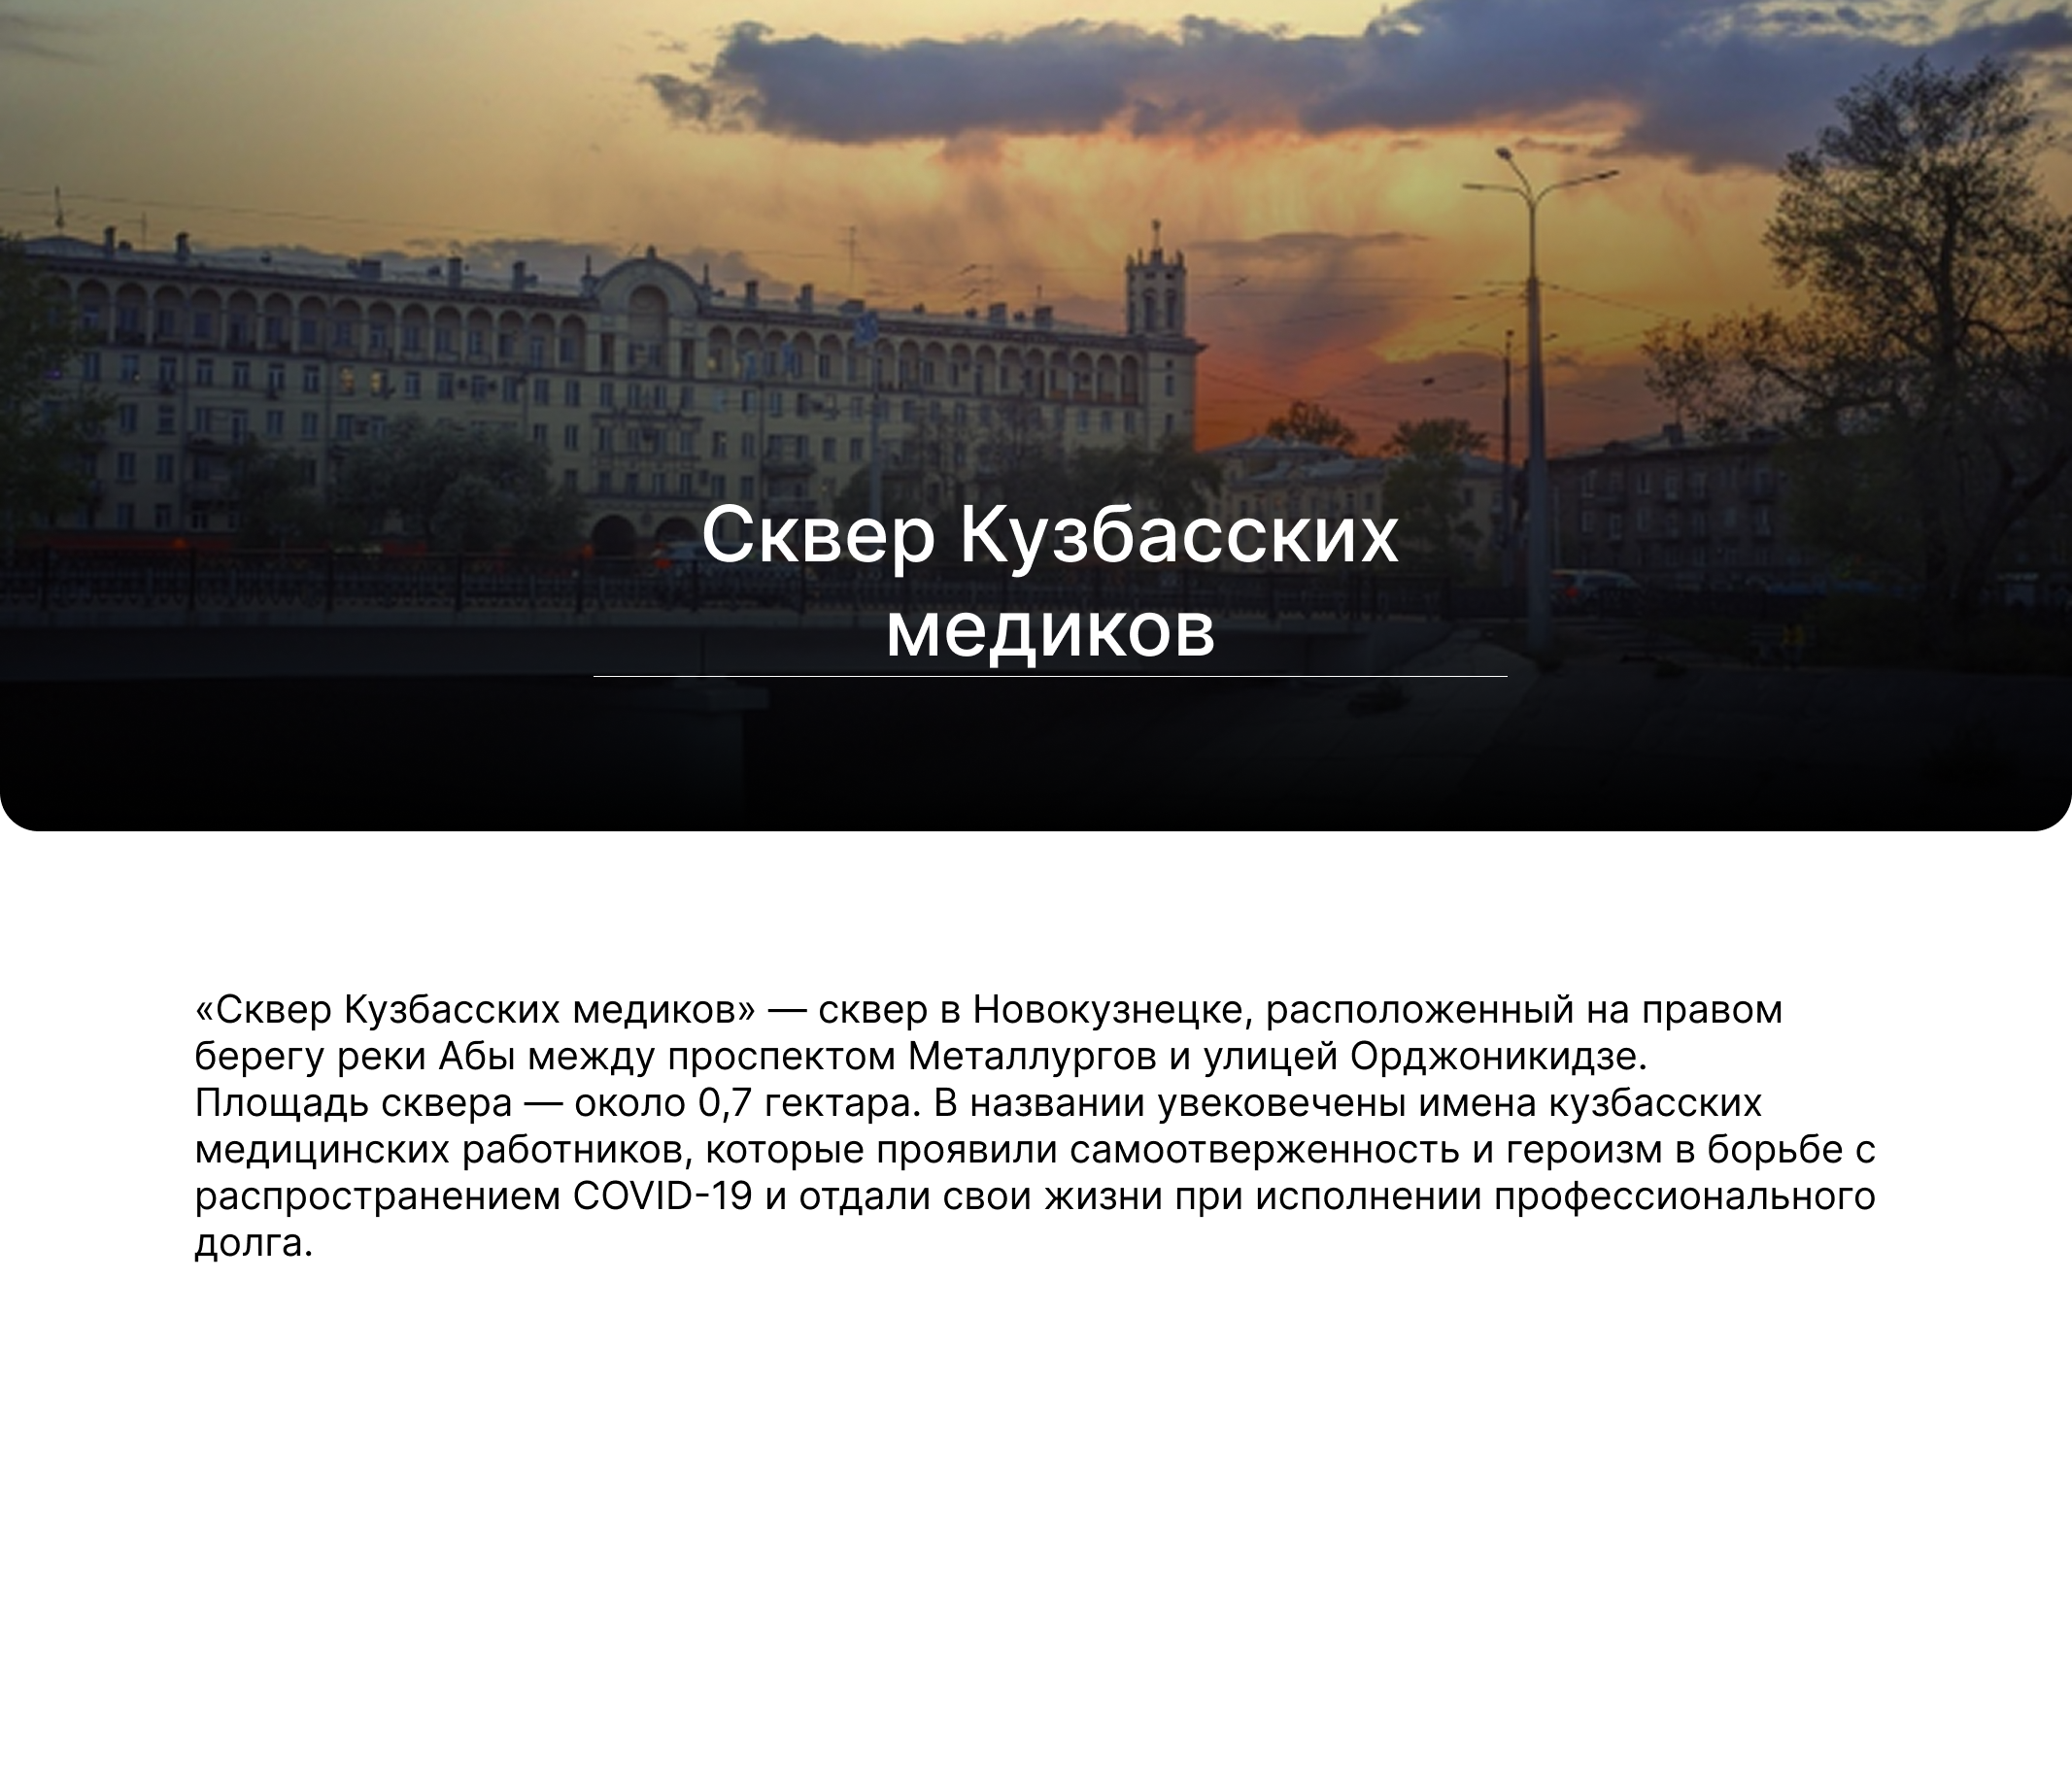 Сквер Кузбасских
медиков
«Сквер Кузбасских медиков» — сквер в Новокузнецке, расположенный на правом
берегу реки Абы между проспектом Металлургов и улицей Орджоникидзе.
Площадь сквера — около 0,7 гектара. В названии увековечены имена кузбасских
медицинских работников, которые проявили самоотверженность и героизм в борьбе с
распространением COVID-19 и отдали свои жизни при исполнении профессионального
долга.